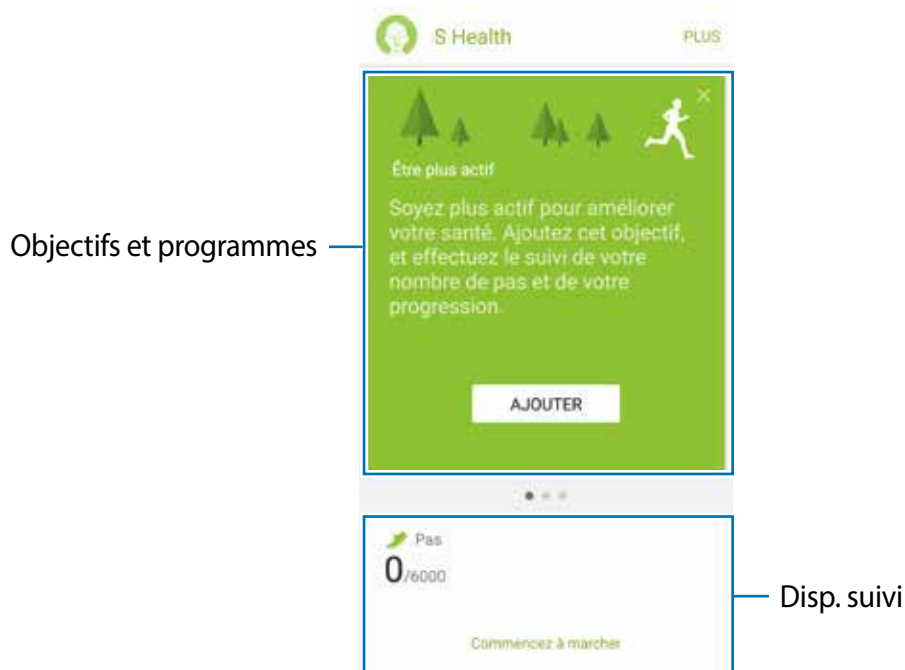 S Health
PLUS
Être plus actif
Soyez plus actif pour améliorer
votre santé. Ajoutez cet objectif,
et effectuez le suivi de votre
nombre de pas et de votre
progression.
Objectifs et programmes
AJOUTER
Pas
0/6000
Disp. suivi
Commencez à marcher